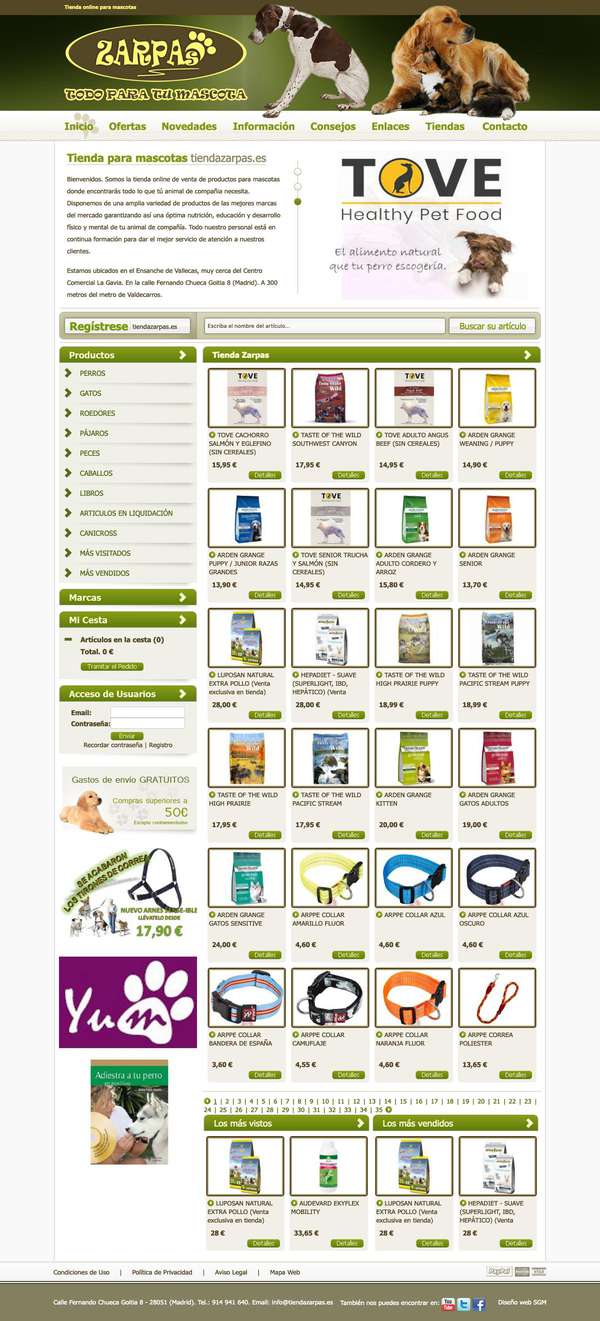 Tienda online para mascotas
ZARPAS
TODO PARA TU MASCOTA
Inicio Ofertas Novedades Información Consejos Enlaces Tiendas Contacto
Tienda para mascotas tiendazarpas.es
Bienvenidos. Somos la tienda online de venta de productos para mascotas
donde encontrarás todo lo que tú animal de compañia necesita.
Disponemos de una amplia variedad de productos de las mejores marcas
del mercado garantizando así una óptima nutrición, educación y desarrollo
físico y mental de tu animal de compañía. Todo nuestro personal está en
continua formación para dar el mejor servicio de atención a nuestros
clientes.
Estamos ubicados en el Ensanche de Vallecas, muy cerca del Centro
Comercial La Gavia. En la calle Fernando Chueca Goitia 8 (Madrid). A 300
metros del metro de Valdecarros.
TOVE
Healthy Pet Food
El alimento natural
que tu perro escogería.
Regístrese tiendazarpas.es
Escriba el nombre del artículo...
Buscar su artículo
Productos
PERROS
GATOS
ROEDORES
PÁJAROS
PECES
CABALLOS
LIBROS
ARTICULOS EN LIQUIDACIÓN
CANICROSS
MÁS VISITADOS
MÁS VENDIDOS
Marcas
Mi Cesta
Artículos en la cesta (0)
Total. 0 €
Tramitar el Pedido
Acceso de Usuarios
Email:
Contraseña:
Enviar
Recordar contraseña | Registro
Gastos de envío GRATUITOS
Compras superiores a
50€
SE ACABARON
LOS TIRONES DE CORREA
NUEVO ARNES SENSE-IBLE
LLÉVATELO DESDE
17,90 €
Yum
Adiestra a tu perro
Tienda Zarpas
TOVE CACHORRO
SALMÓN Y EGLEFINO
(SIN CEREALES)
15,95 €
Detalles
TASTE OF THE WILD
SOUTHWEST CANYON
17,95 €
Detalles
TOVE ADULTO ANGUS
BEEF (SIN CEREALES)
14,95 €
Detalles
ARDEN GRANGE
WEANING / PUPPY
14,90 €
Detalles
ARDEN GRANGE
PUPPY / JUNIOR RAZAS
GRANDES
13,90 €
Detalles
TOVE SENIOR TRUCHA
Y SALMÓN (SIN
CEREALES)
14,95 €
Detalles
ARDEN GRANGE
ADULTO CORDERO Y
ARROZ
15,80 €
Detalles
ARDEN GRANGE
SENIOR
13,70 €
Detalles
LUPOSAN NATURAL
EXTRA POLLO (Venta
exclusiva en tienda)
28,00 €
Detalles
HEPADIET - SUAVE
(SUPERLIGHT, IBD,
HEPÁTICO) (Venta
28,00 €
Detalles
TASTE OF THE WILD
HIGH PRAIRIE PUPPY
18,99 €
Detalles
TASTE OF THE WILD
PACIFIC STREAM PUPPY
18,99 €
Detalles
TASTE OF THE WILD
HIGH PRAIRIE
17,95 €
Detalles
TASTE OF THE WILD
PACIFIC STREAM
17,95 €
Detalles
ARDEN GRANGE
KITTEN
20,00 €
Detalles
ARDEN GRANGE
GATOS ADULTOS
19,00 €
Detalles
ARDEN GRANGE
GATOS SENSITIVE
24,00 €
Detalles
ARPPE COLLAR
AMARILLO FLUOR
4,60 €
Detalles
ARPPE COLLAR AZUL
4,60 €
Detalles
ARPPE COLLAR AZUL
OSCURO
4,60 €
Detalles
ARPPE COLLAR
BANDERA DE ESPAÑA
3,60 €
Detalles
ARPPE COLLAR
CAMUFLAJE
4,55 €
Detalles
ARPPE COLLAR
NARANJA FLUOR
4,60 €
Detalles
ARPPE CORREA
POLIESTER
13,65 €
Detalles
1 | 2 | 3 | 4 | 5 | 6 | 7 | 8 | 9 | 10 | 11 | 12 | 13 | 14 | 15 | 16 | 17 | 18 | 19 | 20 | 21 | 22 | 23 |
24 | 25 | 26 | 27 | 28 | 29 | 30 | 31 | 32 | 33 | 34 | 35
Los más vistos
LUPOSAN NATURAL
EXTRA POLLO (Venta
exclusiva en tienda)
28 €
Detalles
AUDEVARD EKYFLEX
MOBILITY
33,65 €
Detalles
Los más vendidos
LUPOSAN NATURAL
EXTRA POLLO (Venta
exclusiva en tienda)
28 €
Detalles
HEPADIET - SUAVE
(SUPERLIGHT, IBD,
HEPÁTICO) (Venta
28 €
Detalles
Condiciones de Uso | Política de Privacidad | Aviso Legal | Mapa Web
PayPal
Calle Fernando Chueca Goitia 8 - 28051 (Madrid). Tel.: 914 941 640. Email: info@tiendazarpas.es
También nos puedes encontrar en: You Tube
Diseño web SGM